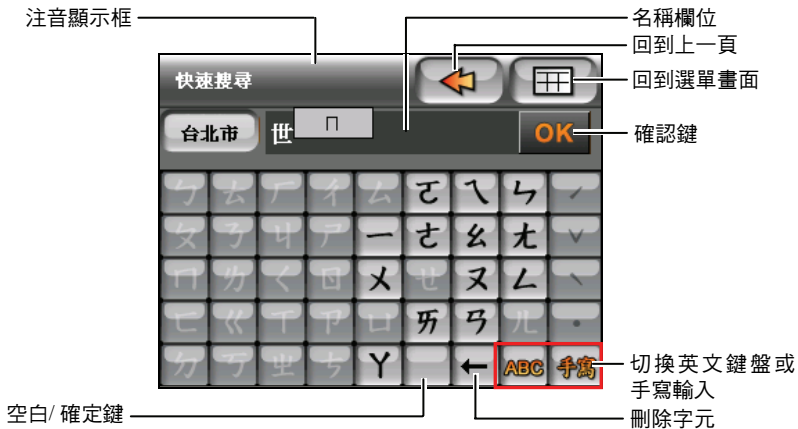 注音顯示框
名稱欄位
回到上一頁
回到選單畫面
快速搜尋
台北市 世 ㄇ OK
確認鍵
ㄅ ㄊ ㄏ ㄔ ㄙ ㄛ ㄟ ㄣ ˊ
ㄆ ㄋ ㄐ ㄕ ㄧ ㄜ ㄠ ㄤ ˇ
ㄇ ㄌ ㄑ ㄖ ㄨ ㄝ ㄡ ㄥ ˋ
ㄈ ㄍ ㄒ ㄗ ㄩ ㄞ ㄢ ㄦ ˙
ㄉ ㄎ ㄓ ㄘ ㄚ ← ABC 手寫
切換英文鍵盤或
手寫輸入
空白/ 確定鍵
刪除字元